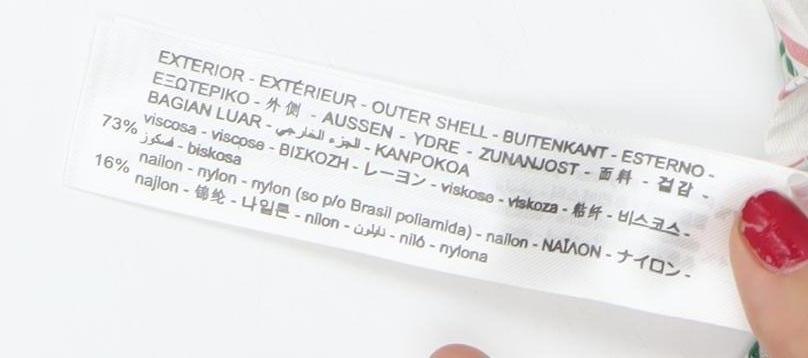 EXTERIOR - EXTÉRIEUR - OUTER SHELL - BUITENKANT - ESTERNO -
ΕΞΩΤΕΡΙΚΟ - 外侧 - AUSSEN - YDRE - ZUNANJOST - 面料 - 겉감 -
BAGIAN LUAR - الجزء الخارجي - KANPOKOA
73% viscosa - viscose - ΒΙΣΚΟΖΗ - レーヨン - viskose - viskoza - 粘纤 - 비스코스 -
فسكوز - biskosa
16% nailon - nylon - nylon (so p/o Brasil poliamida) - nailon - ΝΑΪΛΟΝ - ナイロン -
najlon - 锦纶 - 나일론 - nilon - نايلون - niló - nylona